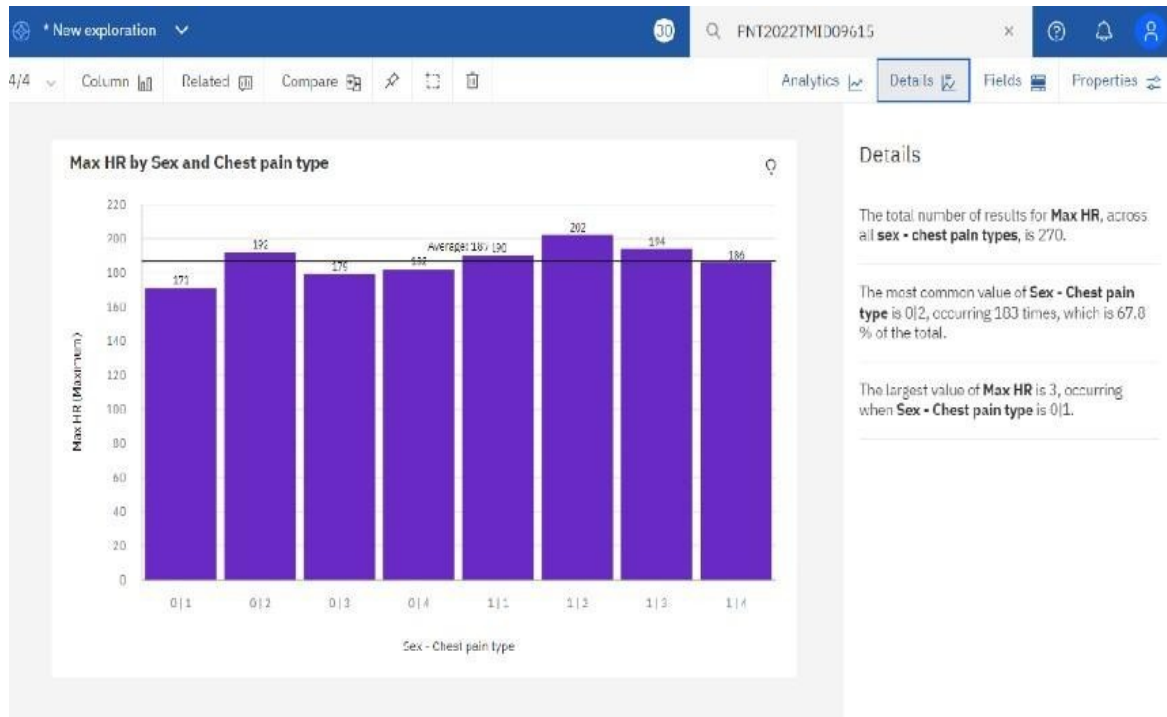 * New exploration
30
FNT2022TMID09615
4/4
Column
Related
Compare
Analytics
Details
Fields
Properties
Max HR by Sex and Chest pain type
220
200
180
160
140
120
100
80
60
40
20
0
Max HR (Maximum)
171
192
179
182
Average: 187
190
202
194
186
0|1
0|2
0|3
0|4
1|1
1|2
1|3
1|4
Sex - Chest pain type
Details
The total number of results for Max HR, across
all sex - chest pain types, is 270.
The most common value of Sex - Chest pain
type is 0|2, occurring 183 times, which is 67.8
% of the total.
The largest value of Max HR is 3, occurring
when Sex - Chest pain type is 0|1.